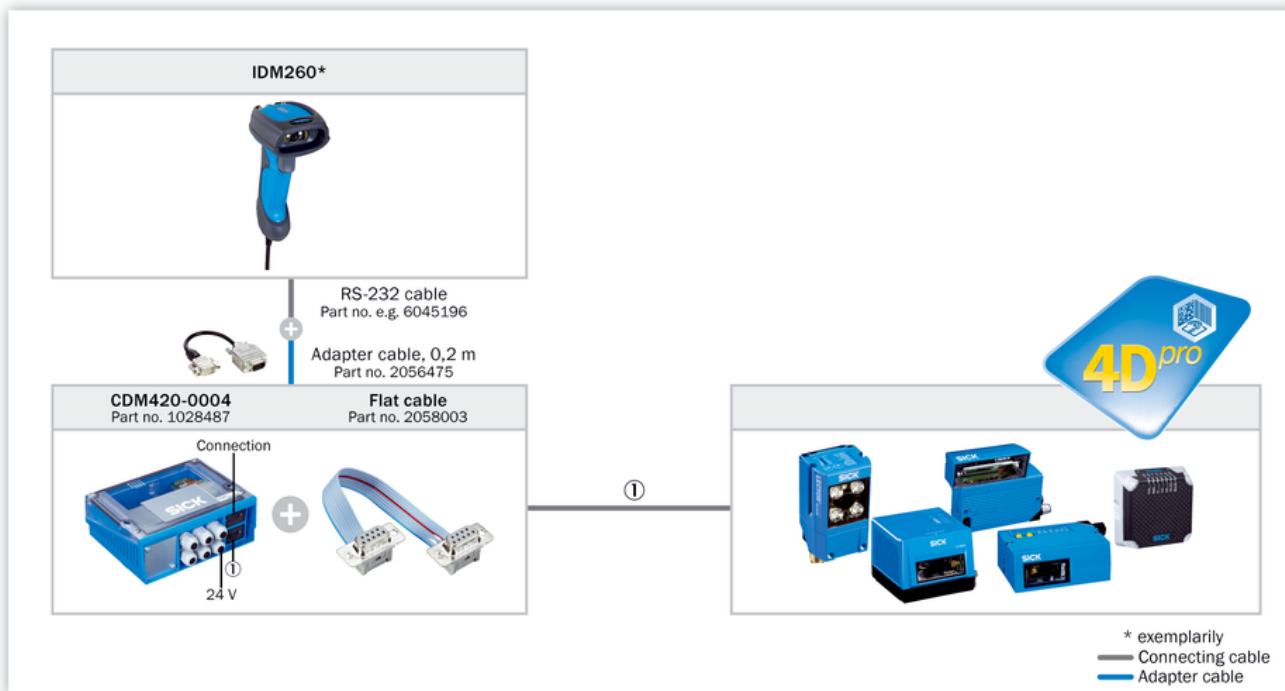 IDM260*
RS-232 cable
Part no. e.g. 6045196
Adapter cable, 0,2 m
Part no. 2056475
CDM420-0004
Part no. 1028487
Flat cable
Part no. 2058003
Connection
SICK
①
24 V
①
4Dpro
SICK
SICK
SICK
SICK
SICK
* exemplarily
Connecting cable
Adapter cable